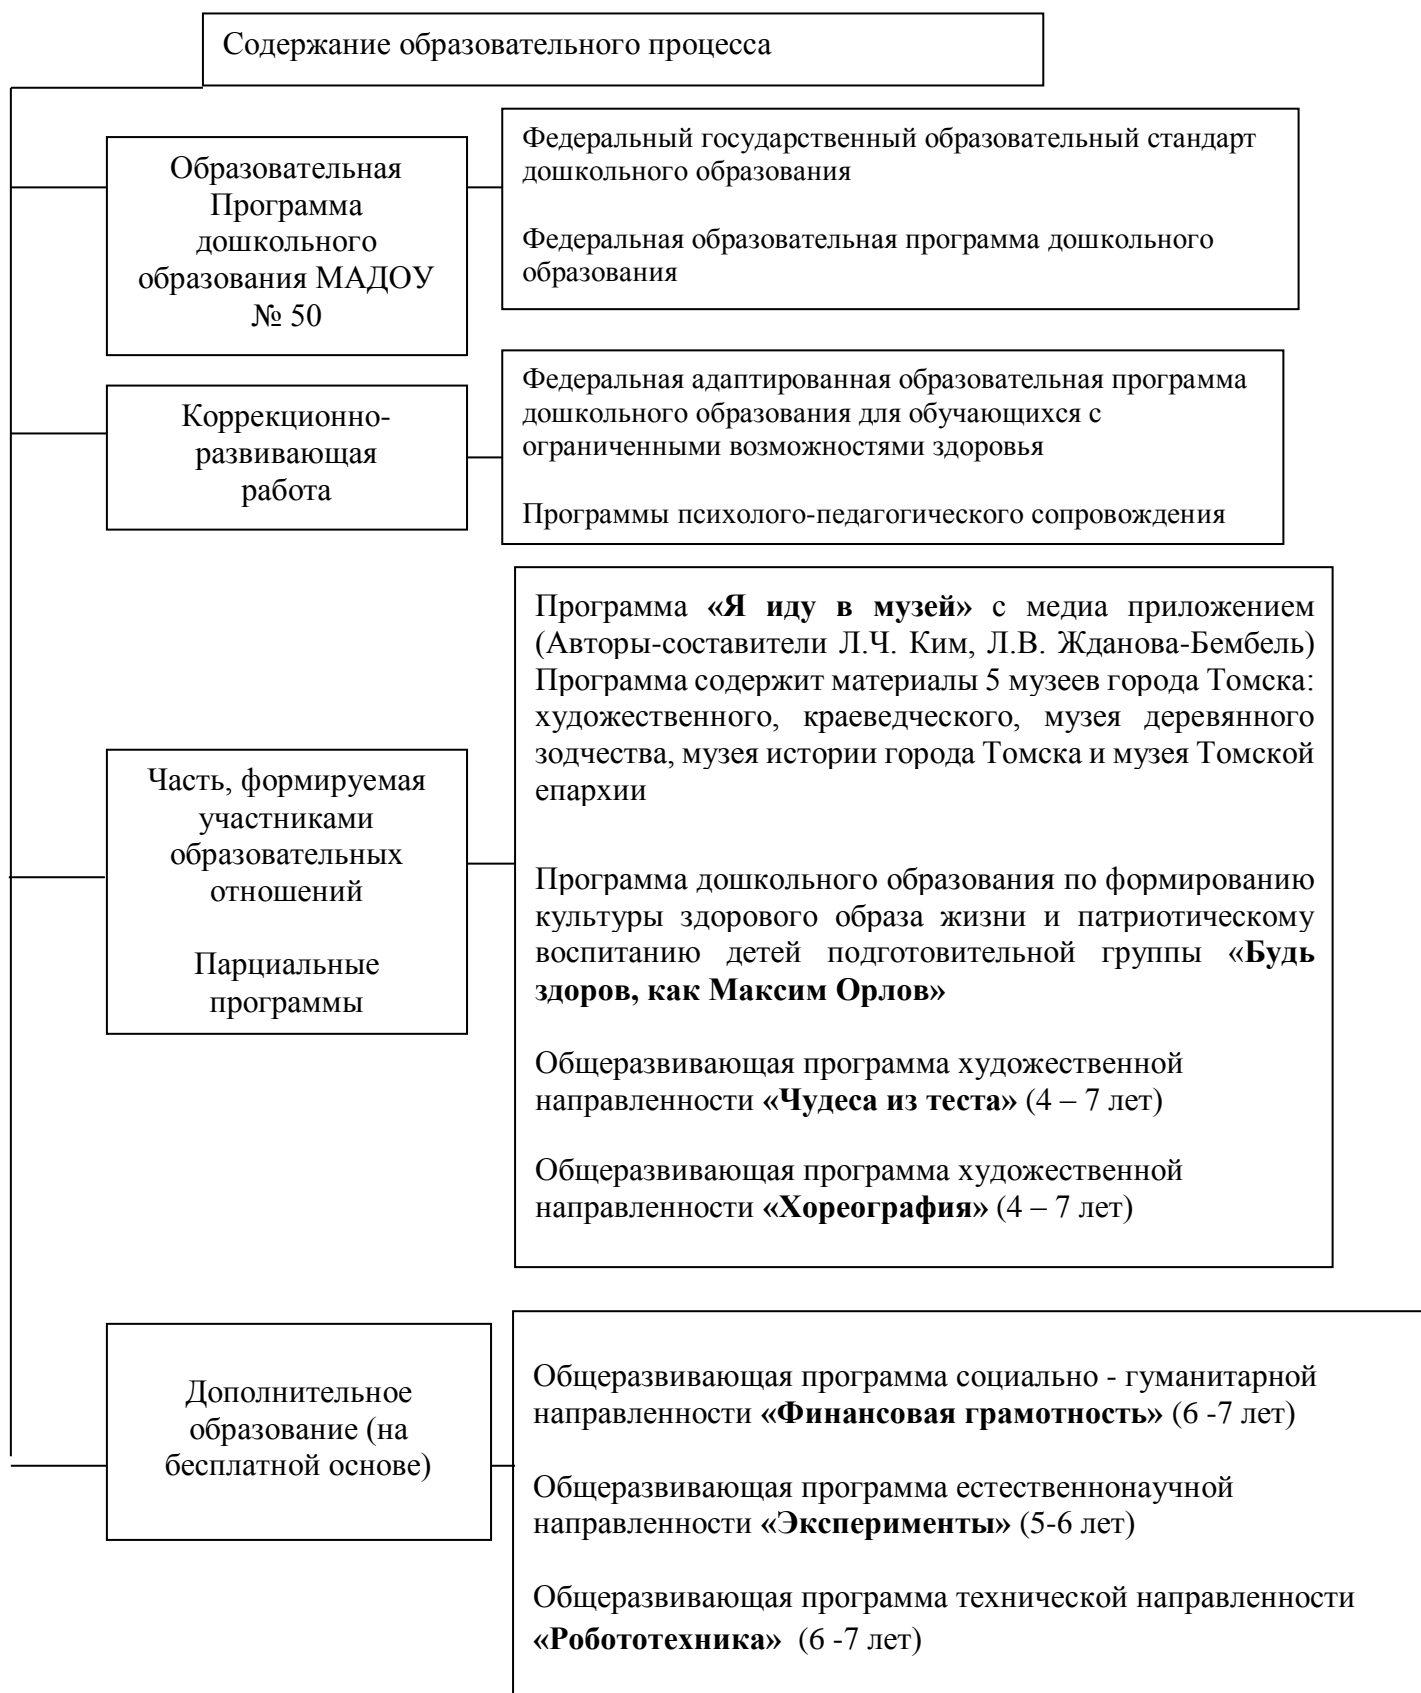 Содержание образовательного процесса
Образовательная
Программа
дошкольного
образования МАДОУ
№ 50
Федеральный государственный образовательный стандарт
дошкольного образования
Федеральная образовательная программа дошкольного
образования
Коррекционно-
развивающая
работа
Федеральная адаптированная образовательная программа
дошкольного образования для обучающихся с
ограниченными возможностями здоровья
Программы психолого-педагогического сопровождения
Часть, формируемая
участниками
образовательных
отношений
Парциальные
программы
Программа «Я иду в музей» с медиа приложением
(Авторы-составители Л.Ч. Ким, Л.В. Жданова-Бембель)
Программа содержит материалы 5 музеев города Томска:
художественного, краеведческого, музея деревянного
зодчества, музея истории города Томска и музея Томской
епархии
Программа дошкольного образования по формированию
культуры здорового образа жизни и патриотическому
воспитанию детей подготовительной группы «Будь
здоров, как Максим Орлов»
Общеразвивающая программа художественной
направленности «Чудеса из теста» (4 – 7 лет)
Общеразвивающая программа художественной
направленности «Хореография» (4 – 7 лет)
Дополнительное
образование (на
бесплатной основе)
Общеразвивающая программа социально - гуманитарной
направленности «Финансовая грамотность» (6 -7 лет)
Общеразвивающая программа естественнонаучной
направленности «Эксперименты» (5-6 лет)
Общеразвивающая программа технической направленности
«Робототехника» (6 -7 лет)